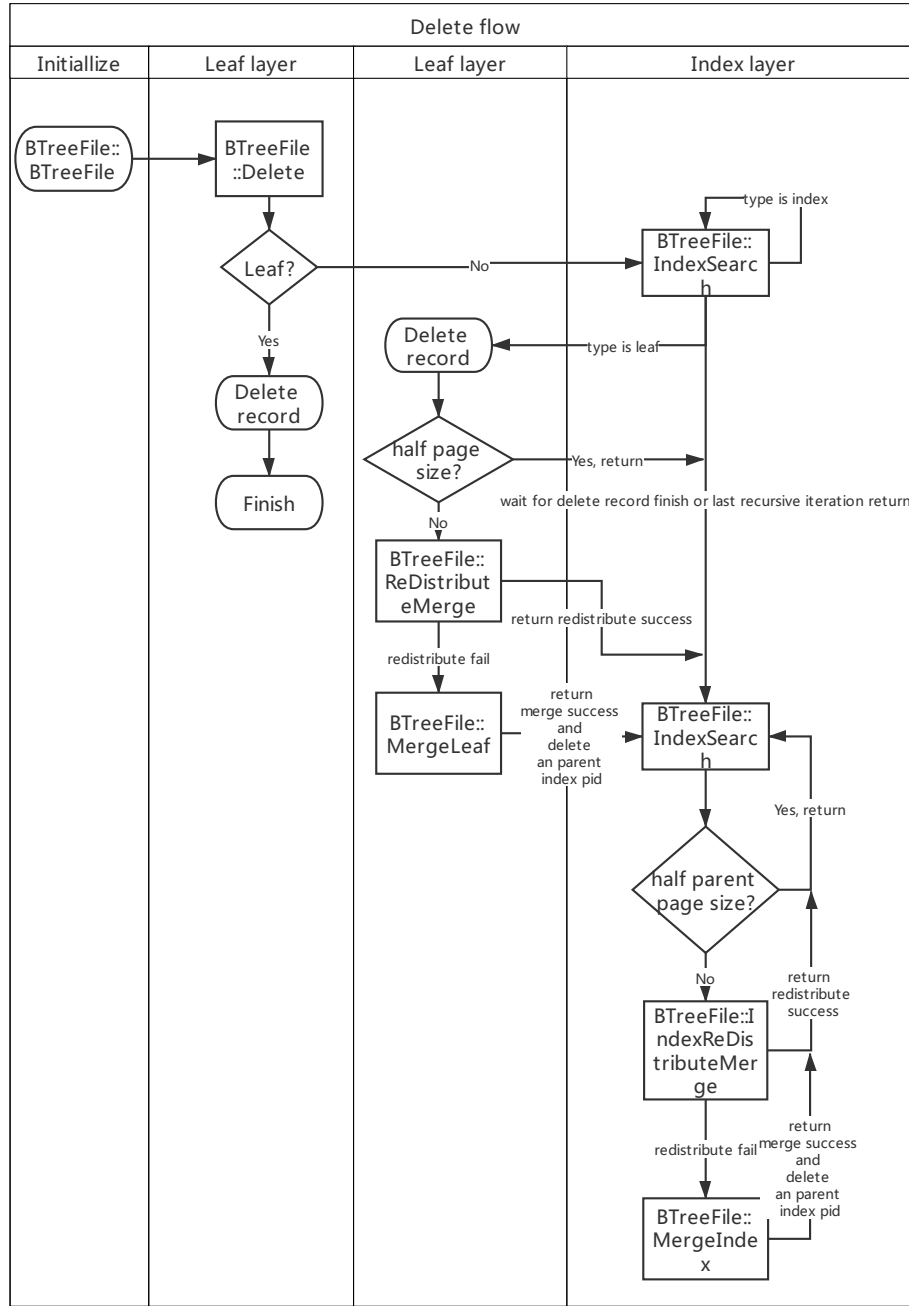 Delete flow
Initiallize
Leaf layer
Leaf layer
Index layer
BTreeFile::
BTreeFile
BTreeFile
::Delete
type is index
BTreeFile::
IndexSearc
h
Leaf?
No
Yes
Delete
record
type is leaf
Delete
record
half page
size?
Yes, return
Finish
wait for delete record finish or last recursive iteration return
No
BTreeFile::
ReDistribut
eMerge
return redistribute success
redistribute fail
BTreeFile::
MergeLeaf
return
merge success
and
delete
an parent
index pid
BTreeFile::
IndexSearc
h
Yes, return
half parent
page size?
No
return
redistribute
success
BTreeFile::I
ndexReDis
tributeMer
ge
redistribute fail
return
merge success
and
delete
an parent
index pid
BTreeFile::
MergeInde
x